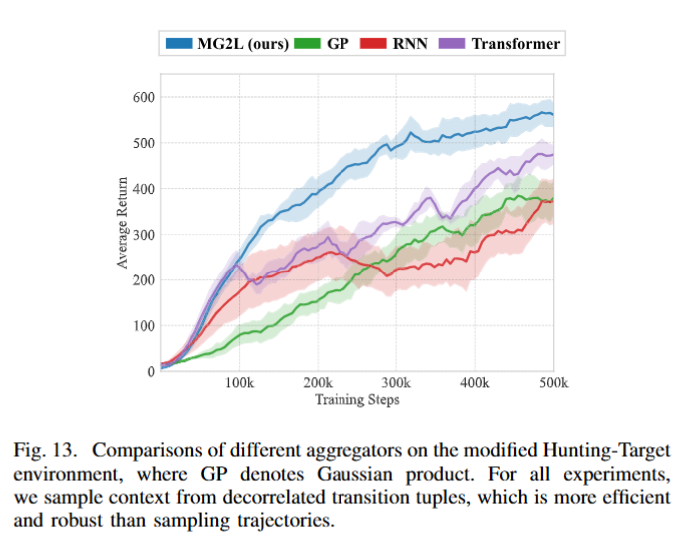 MG2L (ours) GP RNN Transformer
600
500
400
300
200
100
0
Average Return
100k 200k 300k 400k 500k
Training Steps
Fig. 13. Comparisons of different aggregators on the modified Hunting-Target
environment, where GP denotes Gaussian product. For all experiments,
we sample context from decorrelated transition tuples, which is more efficient
and robust than sampling trajectories.